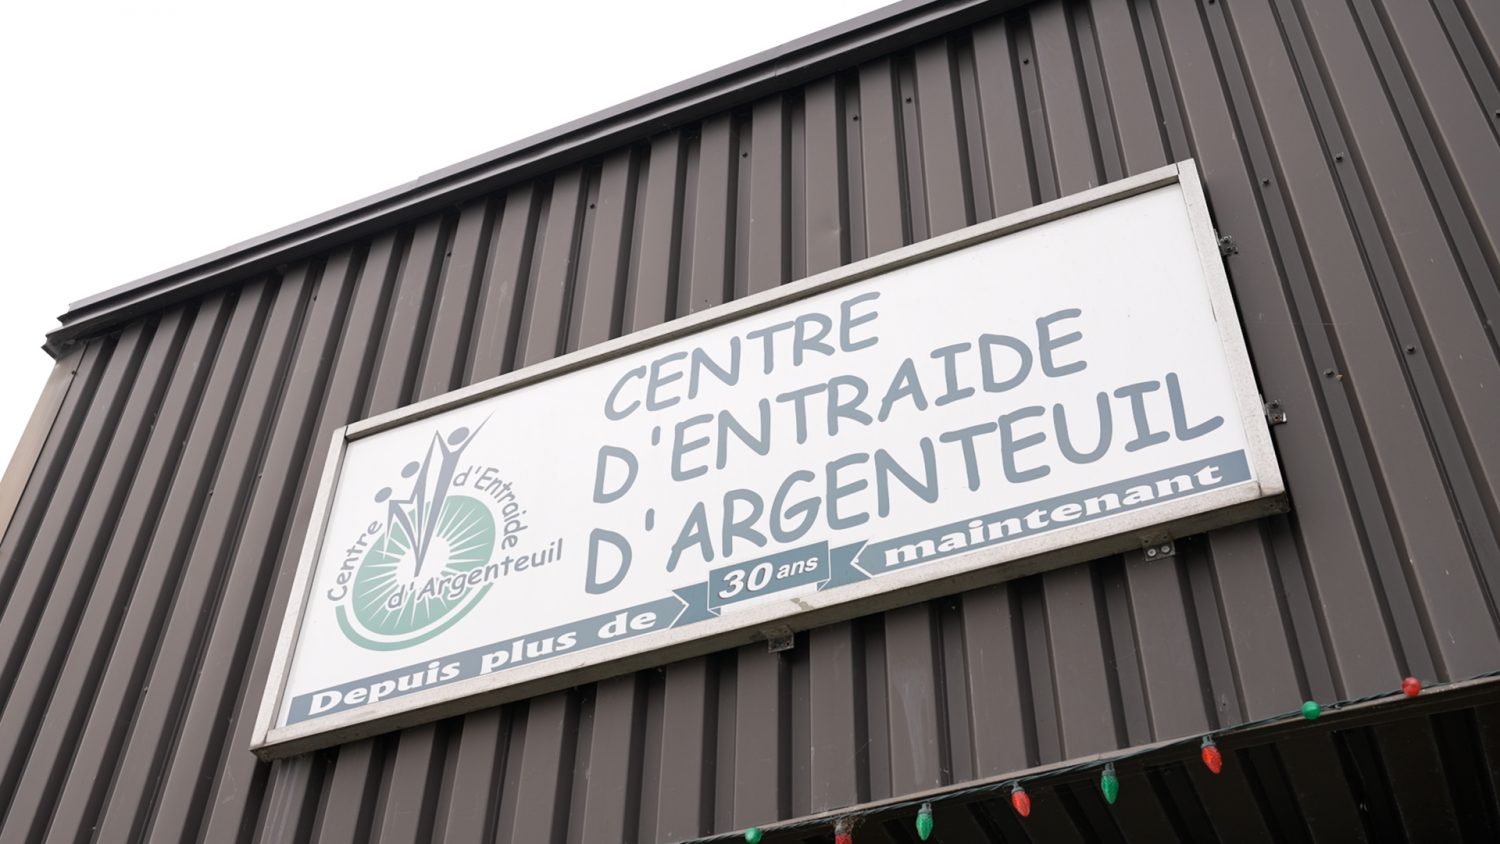 Centre
d'Entraide
d'Argenteuil
CENTRE
D'ENTRAIDE
D'ARGENTEUIL
Depuis plus de 30 ans maintenant